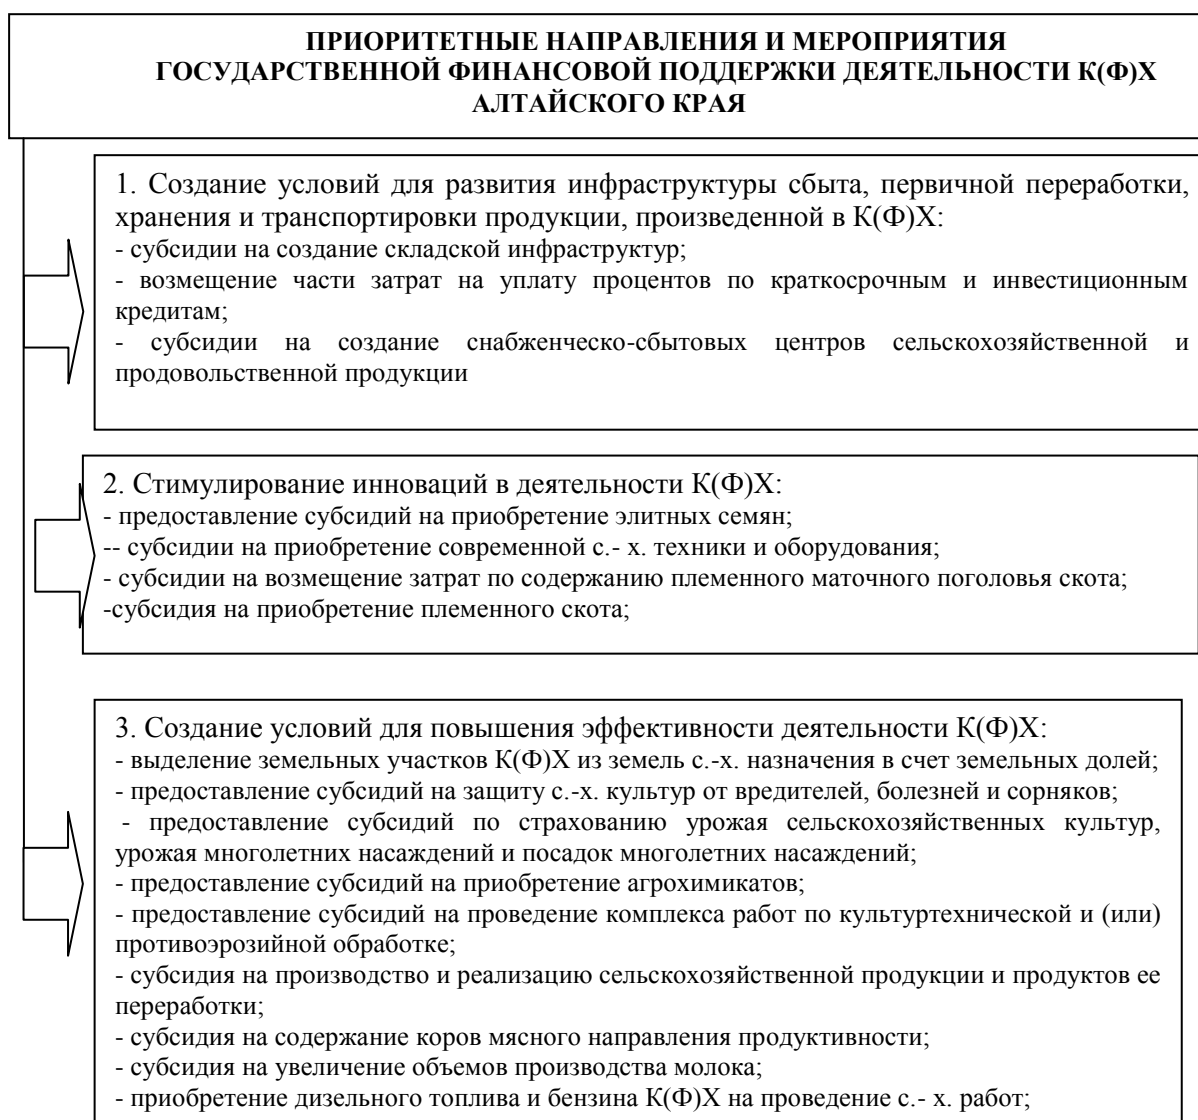 ПРИОРИТЕТНЫЕ НАПРАВЛЕНИЯ И МЕРОПРИЯТИЯ
ГОСУДАРСТВЕННОЙ ФИНАНСОВОЙ ПОДДЕРЖКИ ДЕЯТЕЛЬНОСТИ К(Ф)Х
АЛТАЙСКОГО КРАЯ
1. Создание условий для развития инфраструктуры сбыта, первичной переработки,
хранения и транспортировки продукции, произведенной в К(Ф)Х:
- субсидии на создание складской инфраструктур;
- возмещение части затрат на уплату процентов по краткосрочным и инвестиционным
кредитам;
- субсидии на создание снабженческо-сбытовых центров сельскохозяйственной и
продовольственной продукции
2. Стимулирование инноваций в деятельности К(Ф)Х:
- предоставление субсидий на приобретение элитных семян;
-- субсидии на приобретение современной с.- х. техники и оборудования;
- субсидии на возмещение затрат по содержанию племенного маточного поголовья скота;
-субсидия на приобретение племенного скота;
3. Создание условий для повышения эффективности деятельности К(Ф)Х:
- выделение земельных участков К(Ф)Х из земель с.-х. назначения в счет земельных долей;
- предоставление субсидий на защиту с.-х. культур от вредителей, болезней и сорняков;
- предоставление субсидий по страхованию урожая сельскохозяйственных культур,
урожая многолетних насаждений и посадок многолетних насаждений;
- предоставление субсидий на приобретение агрохимикатов;
- предоставление субсидий на проведение комплекса работ по культуртехнической и (или)
противоэрозийной обработке;
- субсидия на производство и реализацию сельскохозяйственной продукции и продуктов ее
переработки;
- субсидия на содержание коров мясного направления продуктивности;
- субсидия на увеличение объемов производства молока;
- приобретение дизельного топлива и бензина К(Ф)Х на проведение с.- х. работ;